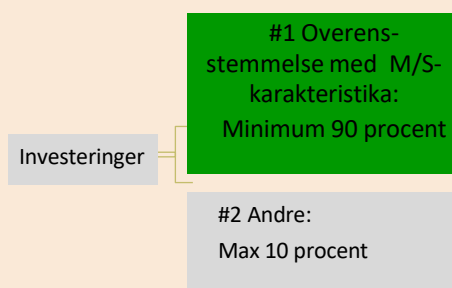 #1 Overens-
stemmelse med M/S-
karakteristika:
Minimum 90 procent
Investeringer
#2 Andre:
Max 10 procent